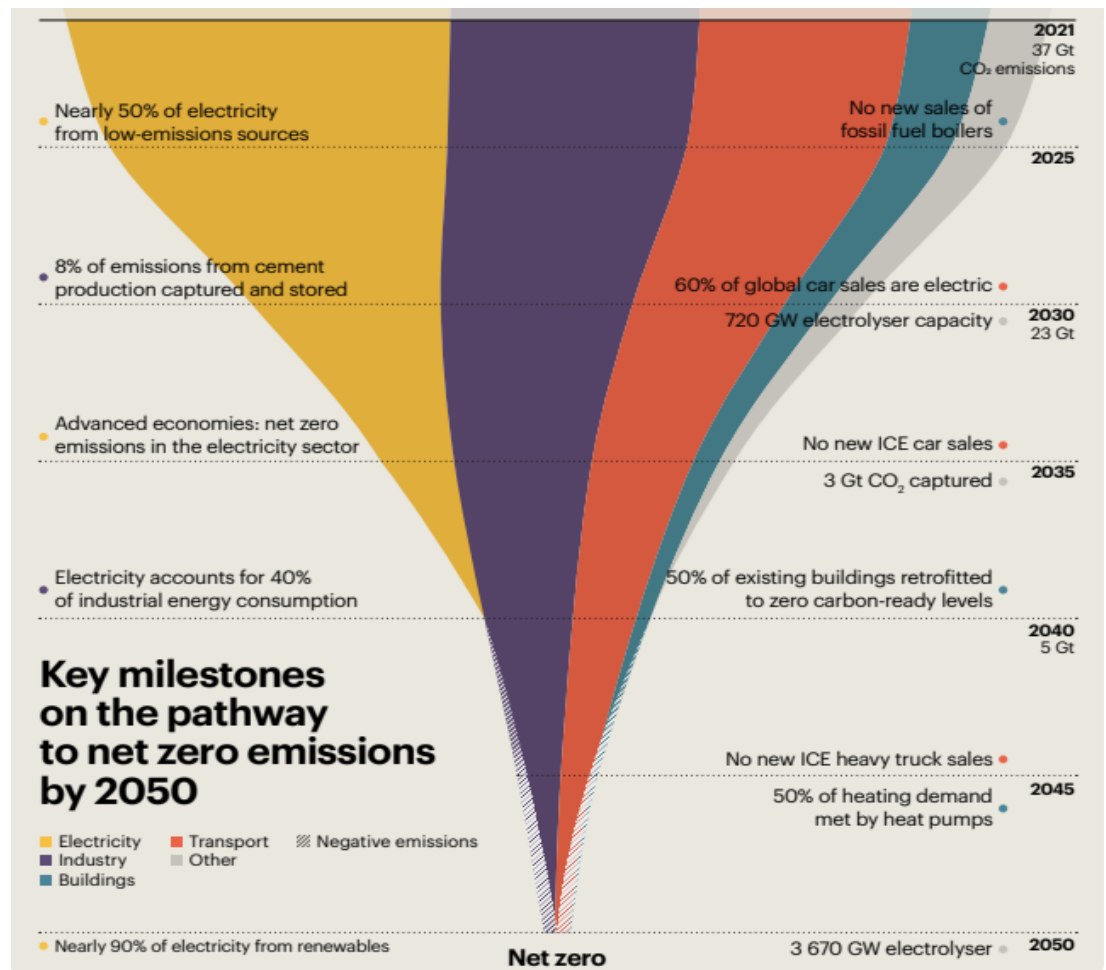 2021
37 Gt
CO₂ emissions
Nearly 50% of electricity
from low-emissions sources
No new sales of
fossil fuel boilers
2025
8% of emissions from cement
production captured and stored
60% of global car sales are electric
720 GW electrolyser capacity
2030
23 Gt
Advanced economies: net zero
emissions in the electricity sector
No new ICE car sales
3 Gt CO₂ captured
2035
Electricity accounts for 40%
of industrial energy consumption
50% of existing buildings retrofitted
to zero carbon-ready levels
2040
5 Gt
Key milestones
on the pathway
to net zero emissions
by 2050
No new ICE heavy truck sales
2045
50% of heating demand
met by heat pumps
Electricity Transport Negative emissions
Industry Other
Buildings
Nearly 90% of electricity from renewables
Net zero
3 670 GW electrolyser
2050